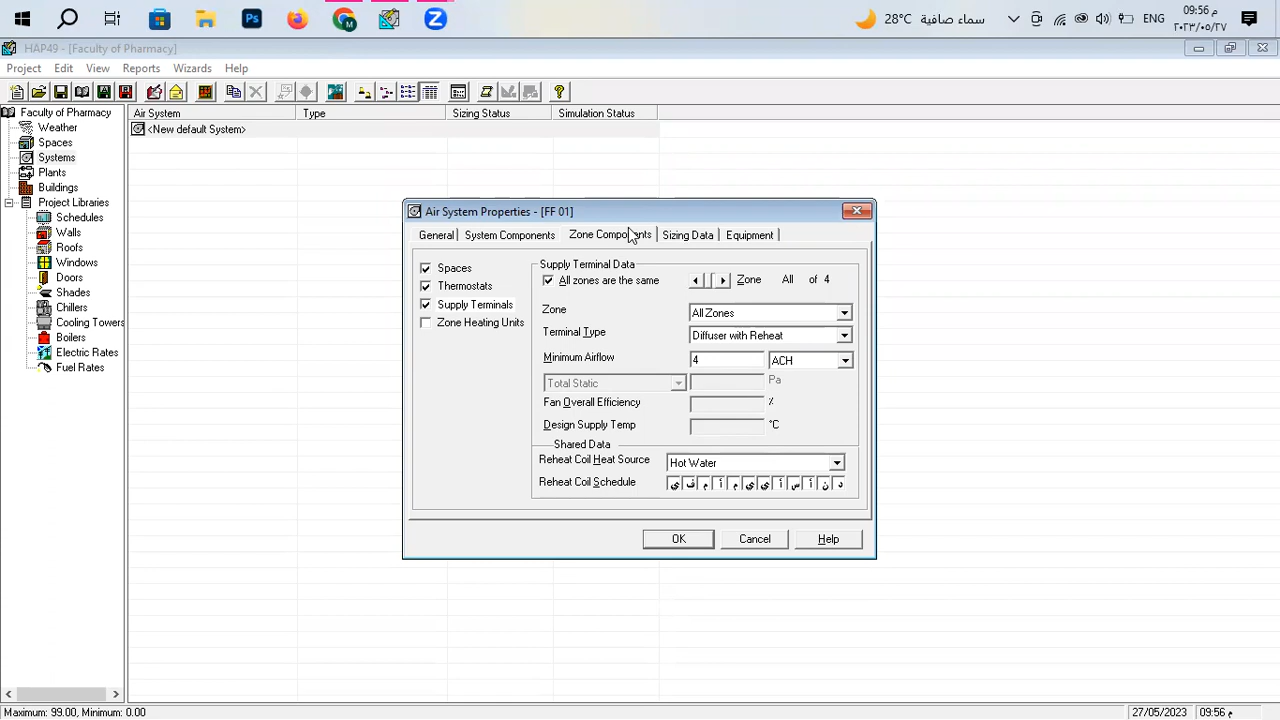 Ps
M
Z
28°C سماء صافية
ENG
م 09:56
٢٠٢٣/٠٥/٢٧
HAP49 - [Faculty of Pharmacy]
Project Edit View Reports Wizards Help
Faculty of Pharmacy
Weather
Spaces
Systems
Plants
Buildings
Project Libraries
Schedules
Walls
Roofs
Windows
Doors
Shades
Chillers
Cooling Towers
Boilers
Electric Rates
Fuel Rates
Air System Type Sizing Status Simulation Status
<New default System>
Air System Properties - [FF 01]
General System Components Zone Components Sizing Data Equipment
Spaces
Thermostats
Supply Terminals
Zone Heating Units
Supply Terminal Data
All zones are the same Zone All of 4
Zone All Zones
Terminal Type Diffuser with Reheat
Minimum Airflow 4 ACH
Total Static Pa
Fan Overall Efficiency %
Design Supply Temp °C
Shared Data
Reheat Coil Heat Source Hot Water
Reheat Coil Schedule ي ف م أ م ي ي أ س أ ن د
OK Cancel Help
Maximum: 99.00, Minimum: 0.00 27/05/2023 09:56 م